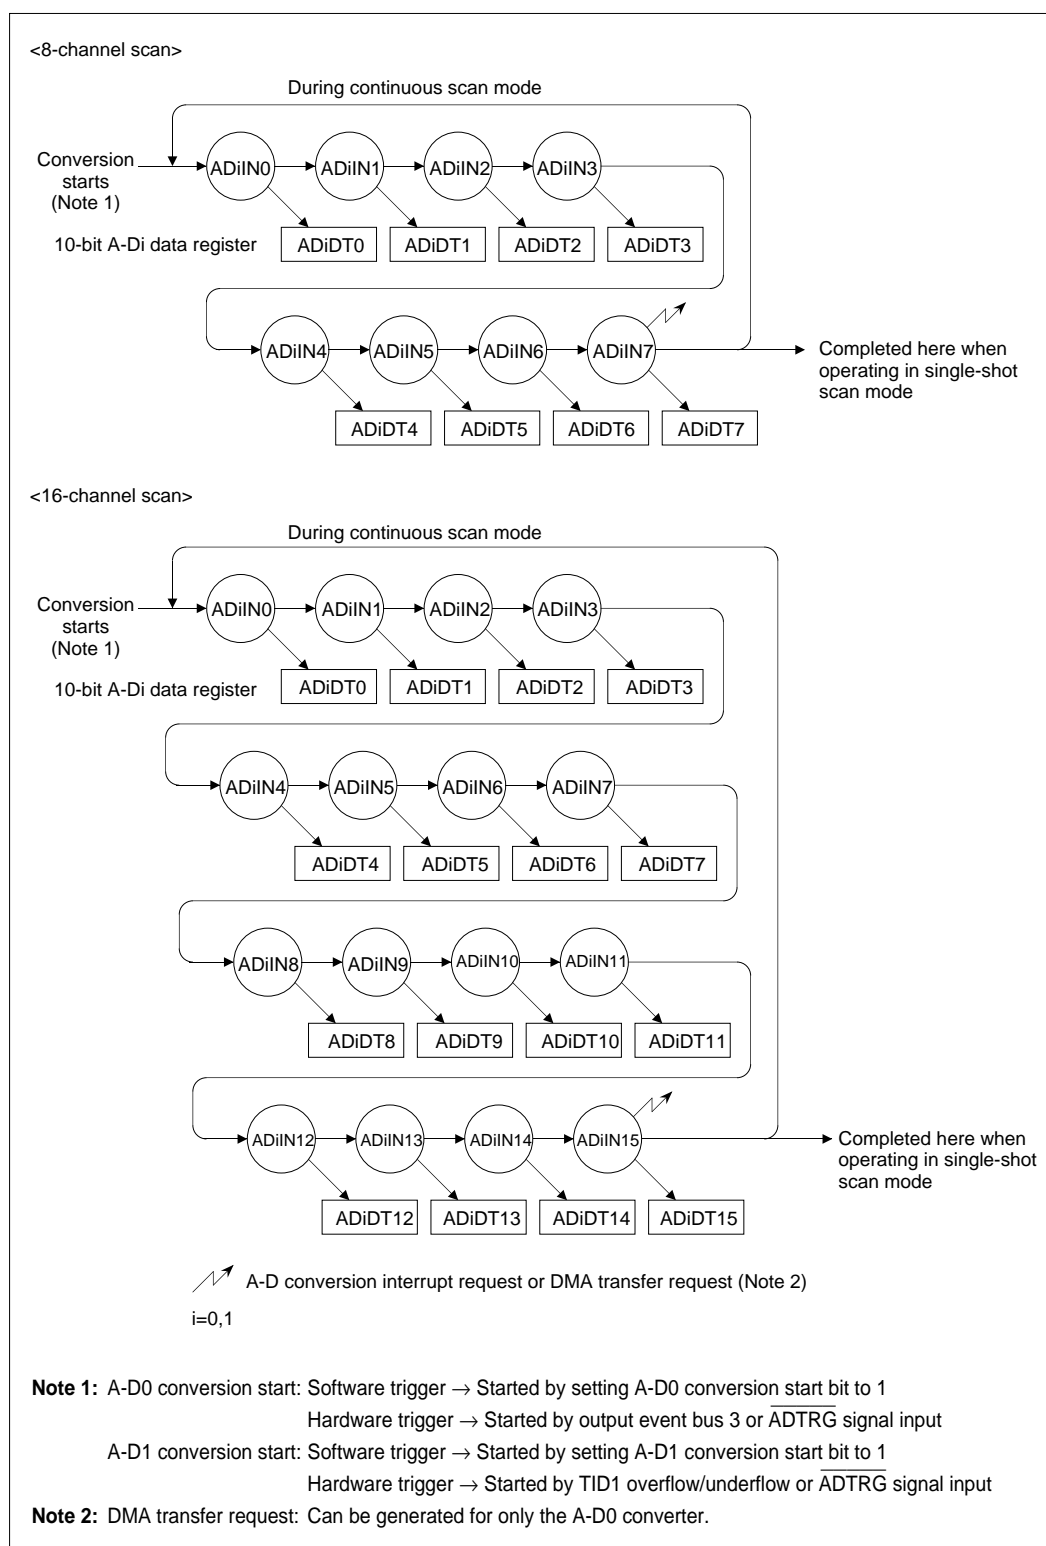 <8-channel scan>
During continuous scan mode
Conversion
starts
(Note 1)
ADiIN0
ADiIN1
ADiIN2
ADiIN3
10-bit A-Di data register
ADiDT0
ADiDT1
ADiDT2
ADiDT3
ADiIN4
ADiIN5
ADiIN6
ADiIN7
Completed here when
operating in single-shot
scan mode
ADiDT4
ADiDT5
ADiDT6
ADiDT7
<16-channel scan>
During continuous scan mode
Conversion
starts
(Note 1)
ADiIN0
ADiIN1
ADiIN2
ADiIN3
10-bit A-Di data register
ADiDT0
ADiDT1
ADiDT2
ADiDT3
ADiIN4
ADiIN5
ADiIN6
ADiIN7
ADiDT4
ADiDT5
ADiDT6
ADiDT7
ADiIN8
ADiIN9
ADiIN10
ADiIN11
ADiDT8
ADiDT9
ADiDT10
ADiDT11
ADiIN12
ADiIN13
ADiIN14
ADiIN15
Completed here when
operating in single-shot
scan mode
ADiDT12
ADiDT13
ADiDT14
ADiDT15
A-D conversion interrupt request or DMA transfer request (Note 2)
i=0,1
Note 1: A-D0 conversion start: Software trigger → Started by setting A-D0 conversion start bit to 1
Hardware trigger → Started by output event bus 3 or ADTRG signal input
A-D1 conversion start: Software trigger → Started by setting A-D1 conversion start bit to 1
Hardware trigger → Started by TID1 overflow/underflow or ADTRG signal input
Note 2: DMA transfer request: Can be generated for only the A-D0 converter.